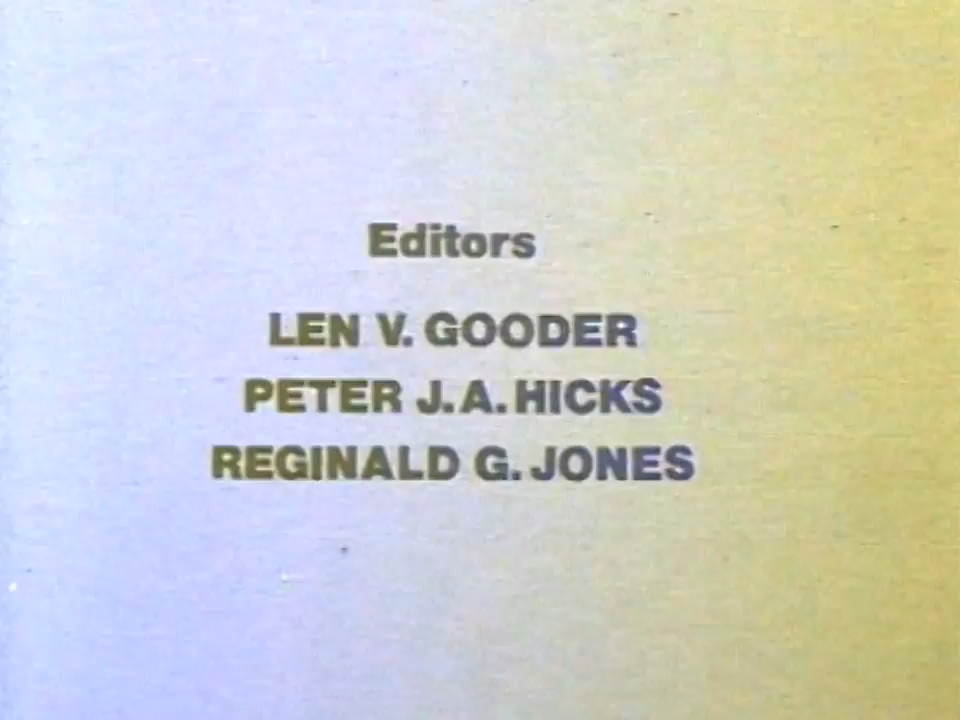 Editors
LEN V. GOODER
PETER J.A. HICKS
REGINALD G. JONES